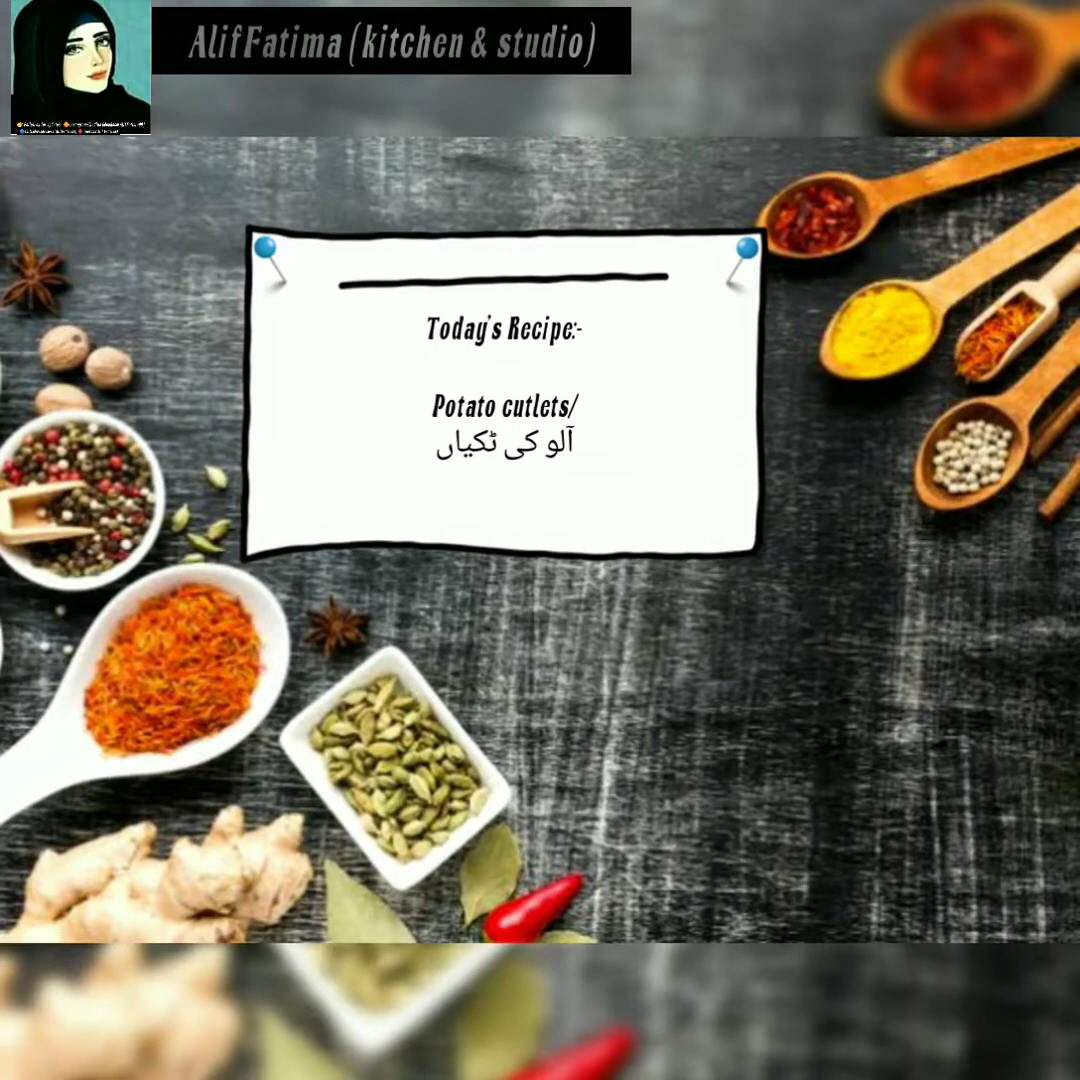 AlifFatima (kitchen & studio)
Today's Recipe:-
Potato cutlets/
آلو کی ٹکیاں